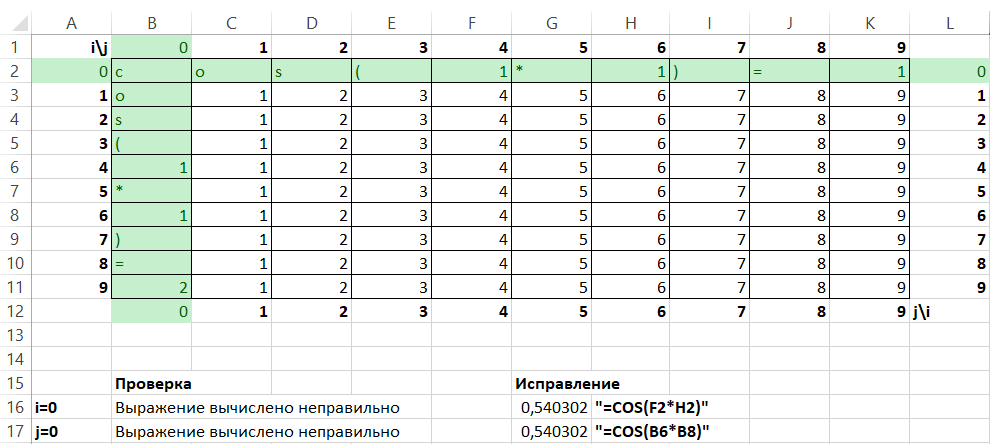 A B C D E F G H I J K L
1 i\j 0 1 2 3 4 5 6 7 8 9
2 0 c o s ( 1 * 1 ) = 1 0
3 1 o 1 2 3 4 5 6 7 8 9 1
4 2 s 1 2 3 4 5 6 7 8 9 2
5 3 ( 1 2 3 4 5 6 7 8 9 3
6 4 1 1 2 3 4 5 6 7 8 9 4
7 5 * 1 2 3 4 5 6 7 8 9 5
8 6 1 1 2 3 4 5 6 7 8 9 6
9 7 ) 1 2 3 4 5 6 7 8 9 7
10 8 = 1 2 3 4 5 6 7 8 9 8
11 9 2 1 2 3 4 5 6 7 8 9 9
12 0 1 2 3 4 5 6 7 8 9 j\i
13
14
15 Проверка Исправление
16 i=0 Выражение вычислено неправильно 0,540302 "=COS(F2*H2)"
17 j=0 Выражение вычислено неправильно 0,540302 "=COS(B6*B8)"